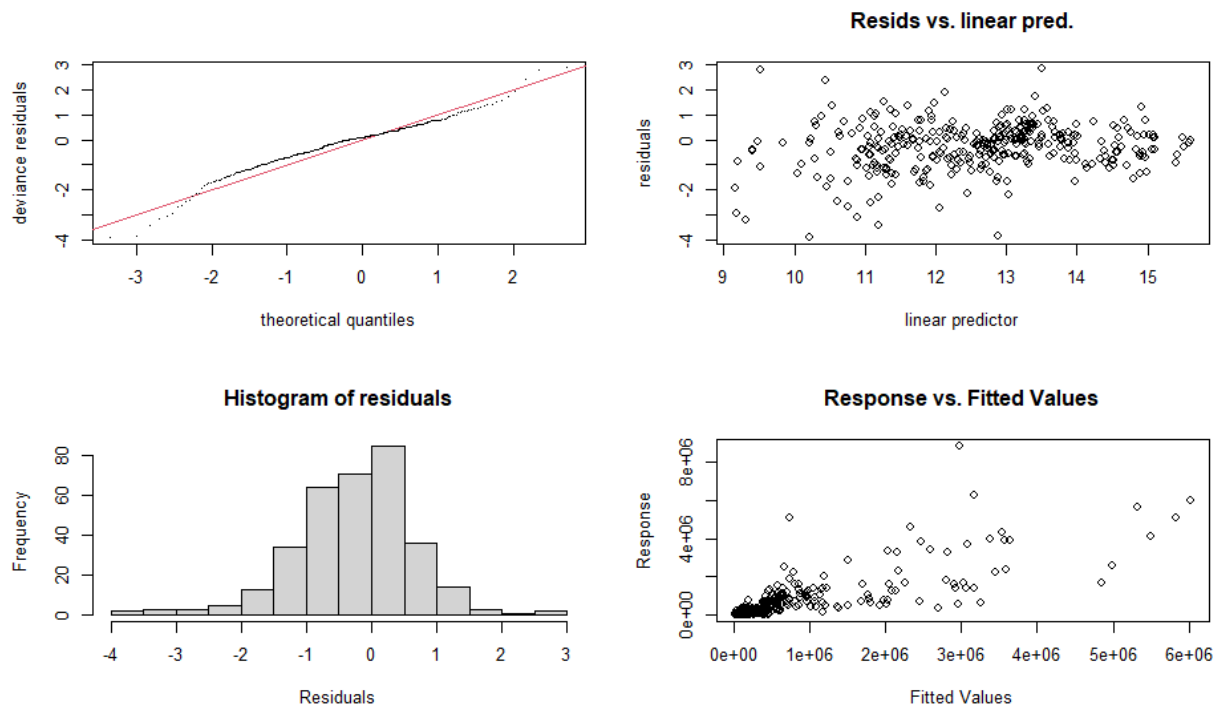 deviance residuals
3
2
1
0
-2
-4
-3
-2
-1
0
1
2
theoretical quantiles
Resids vs. linear pred.
residuals
3
2
1
0
-2
-4
9
10
11
12
13
14
15
linear predictor
Histogram of residuals
Frequency
80
60
40
20
0
-4
-3
-2
-1
0
1
2
3
Residuals
Response vs. Fitted Values
Response
8e+06
4e+06
0e+00
0e+00
1e+06
2e+06
3e+06
4e+06
5e+06
6e+06
Fitted Values